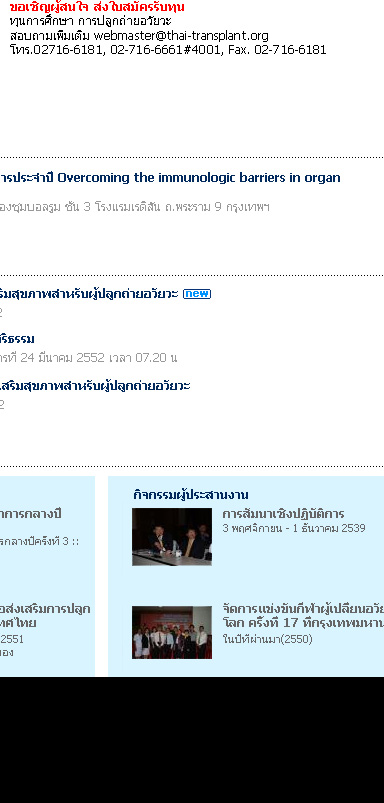 ขอเชิญผู้สนใจ ส่งใบสมัครรับทุน
ทุนการศึกษา การปลูกถ่ายอวัยวะ
สอบถามเพิ่มเติม webmaster@thai-transplant.org
โทร.02716-6181, 02-716-6661#4001, Fax. 02-716-6181
ารประจำปี Overcoming the immunologic barriers in organ
องชุมบอลรูม ชั้น 3 โรงแรมเรดิสัน ถ.พระราม 9 กรุงเทพฯ
ริมสุขภาพสำหรับผู้ปลูกถ่ายอวัยวะ new
2
ริธรรม
ารที่ 24 มีนาคม 2552 เวลา 07.20 น
เสริมสุขภาพสำหรับผู้ปลูกถ่ายอวัยวะ
2
กิจกรรมผู้ประสานงาน
าการกลางปี
รกลางปีครั้งที่ 3 ::
การสัมนาเชิงปฏิบัติการ
3 พฤศจิกายน - 1 ธันวาคม 2539
อส่งเสริมการปลูก
ทศไทย
2551
ของ
จัดการแข่งขันกีฬาผู้เปลี่ยนอวัย
โลก ครั้งที่ 17 ที่กรุงเทพมหาน
ในปีที่ผ่านมา(2550)